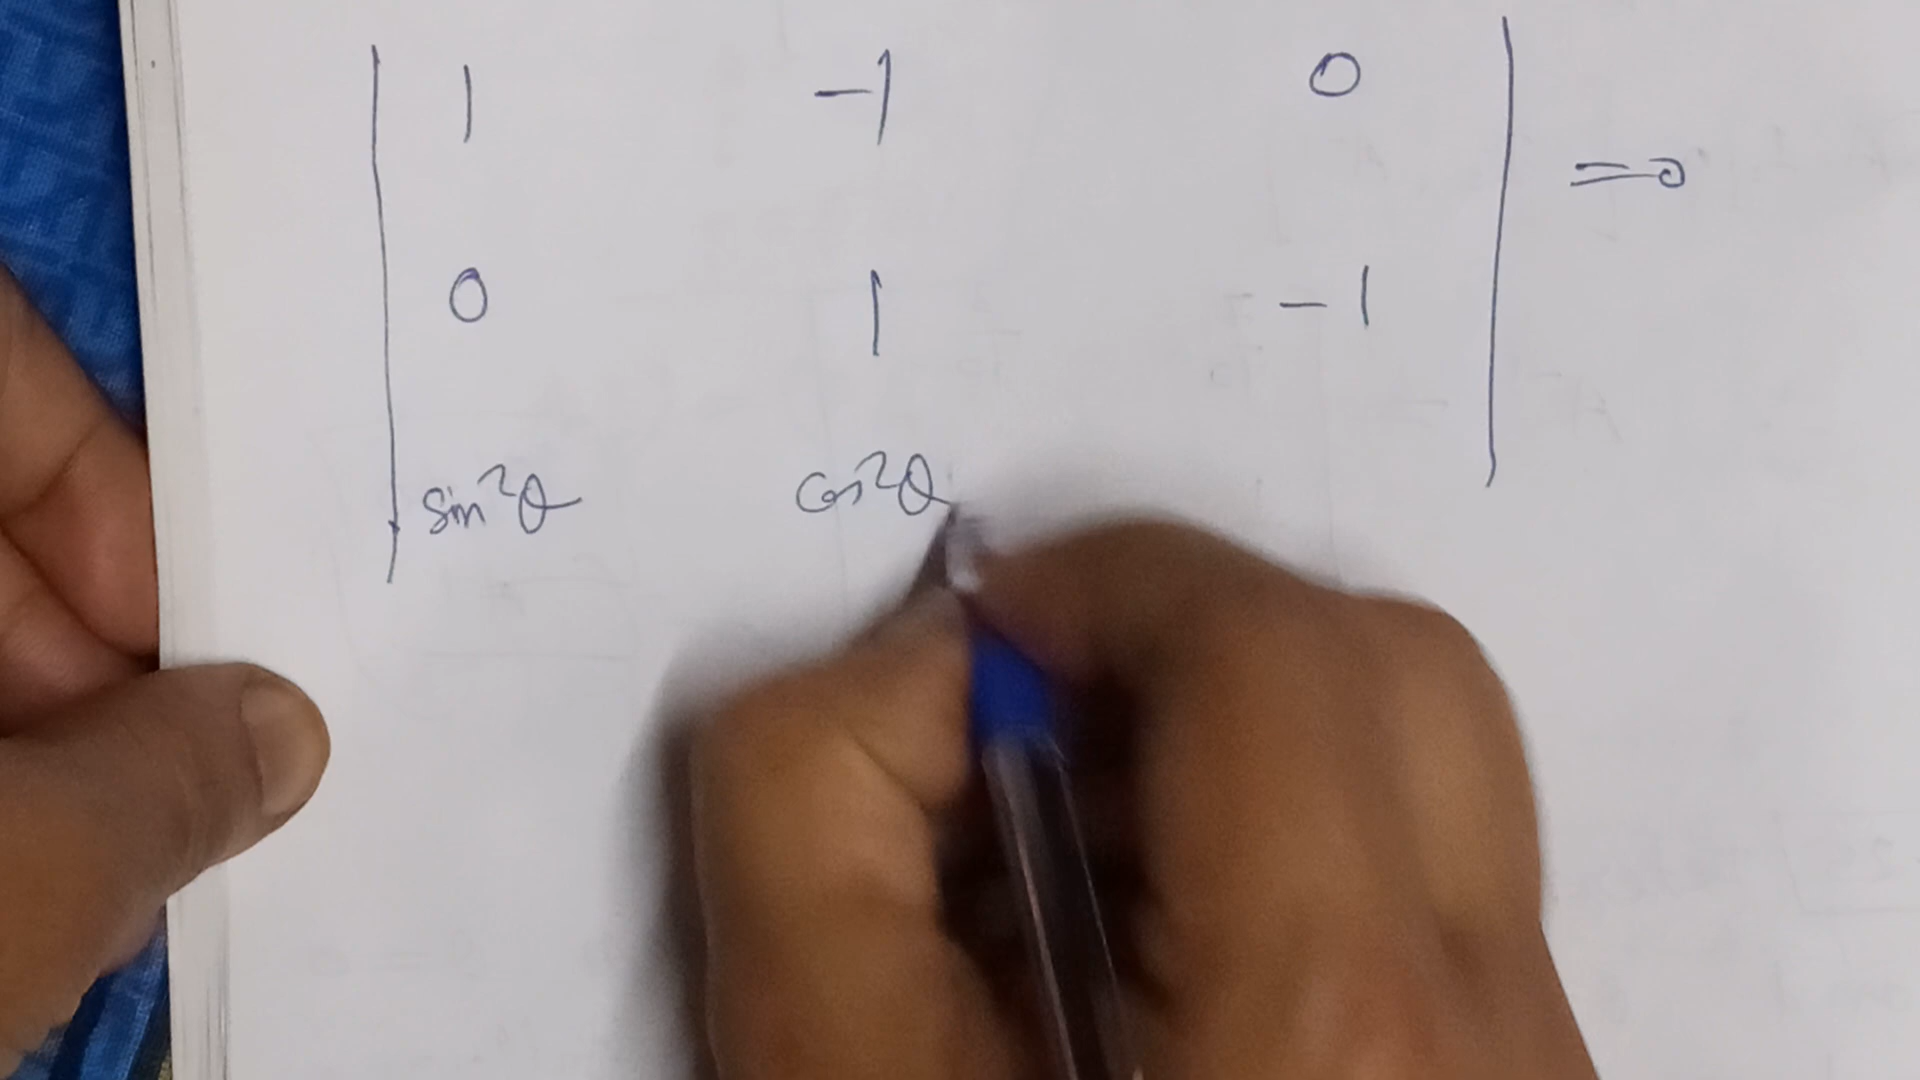 | 1 -1 0 | =0
| 0 1 -1 |
| sin²θ cos²θ